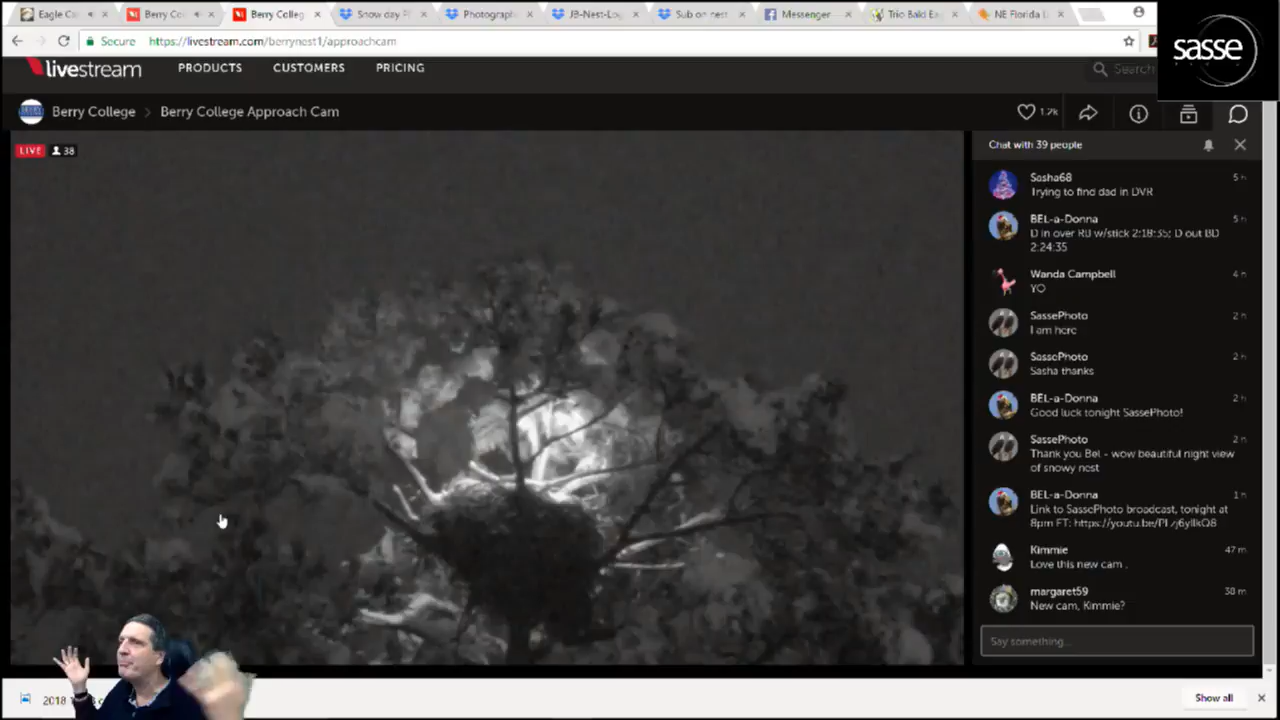 Eagle Ca
Berry Co
Berry Colleg
Snow day P
Photograph
JB-Nest-Lo
Sub on nest
Messenger
Trio Bald Ea
NE Florida
Secure
https://livestream.com/berrynest1/approachcam
sasse
livestream
PRODUCTS
CUSTOMERS
PRICING
Search
Berry College > Berry College Approach Cam
1.2k
LIVE 38
Chat with 39 people
Sasha68 5 h
Trying to find dad in DVR
BEL-a-Donna 5 h
D in over RB w/stick 2:18:35; D out BD
2:24:35
Wanda Campbell 4 h
YO
SassePhoto 2 h
I am here
SassePhoto 2 h
Sasha thanks
BEL-a-Donna 2 h
Good luck tonight SassePhoto!
SassePhoto 2 h
Thank you Bel - wow beautiful night view
of snowy nest
BEL-a-Donna 1 h
Link to SassePhoto broadcast, tonight at
8pm FT:
Kimmie 47 m
Love this new cam .
margaret59 38 m
New cam, Kimmie?
Say something...
2018
Show all